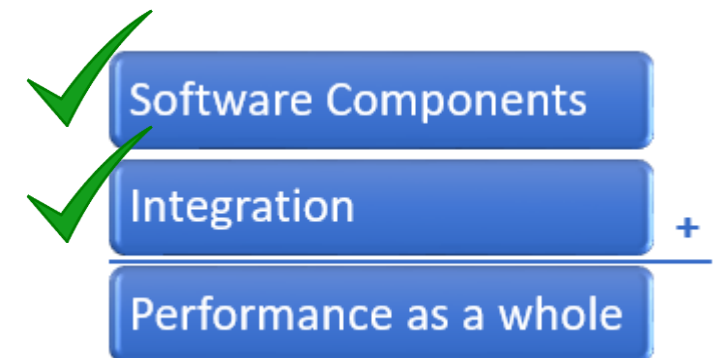 Software Components
Integration
+
Performance as a whole